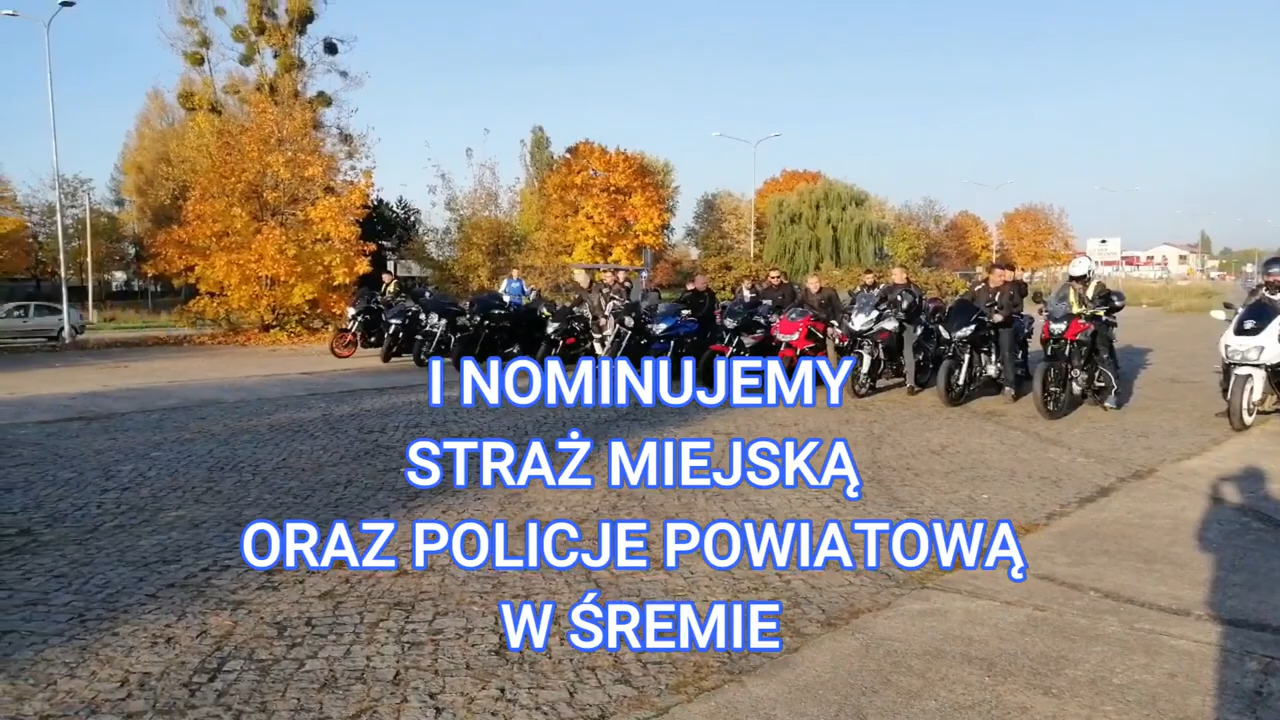 I NOMINUJEMY
STRAŻ MIEJSKĄ
ORAZ POLICJE POWIATOWĄ
W ŚREMIE